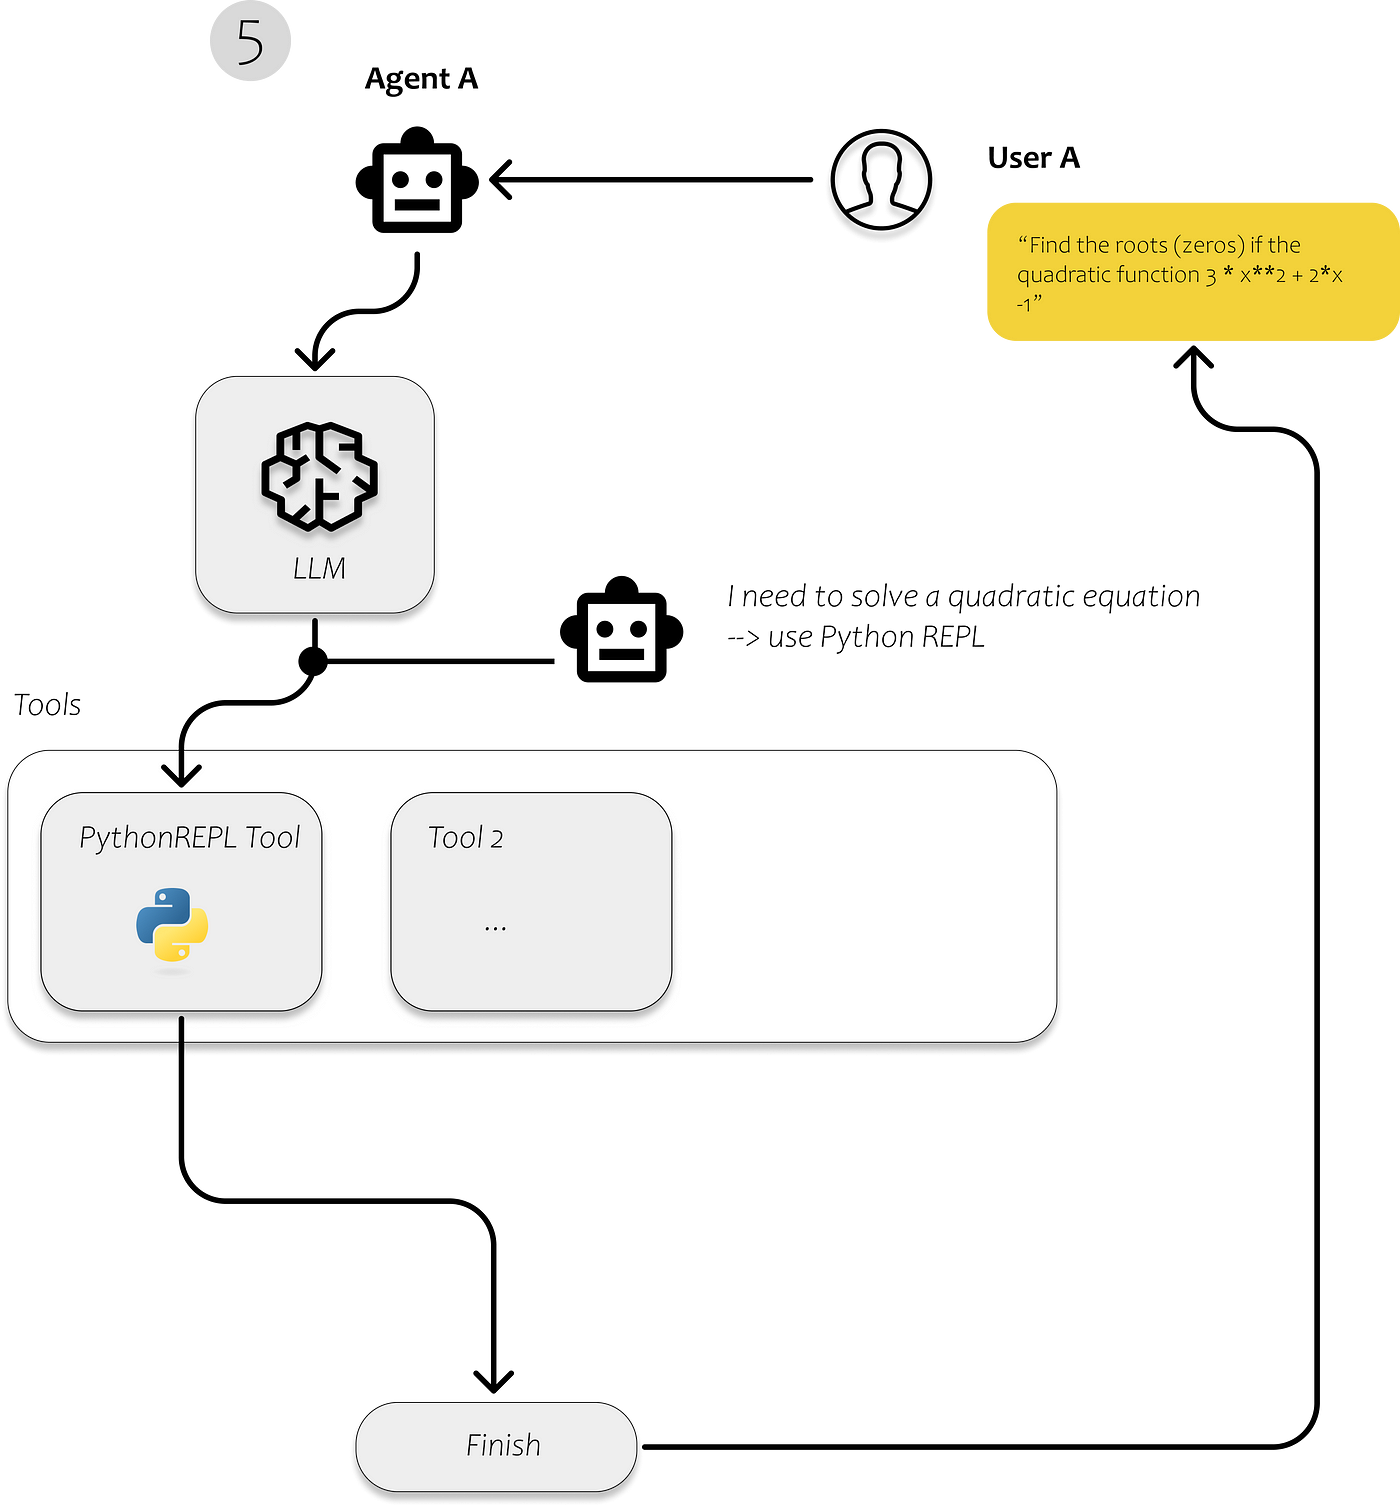 5
Agent A
User A
“Find the roots (zeros) if the
quadratic function 3 * x**2 + 2*x
-1”
LLM
I need to solve a quadratic equation
--> use Python REPL
Tools
PythonREPL Tool
Tool 2
...
Finish